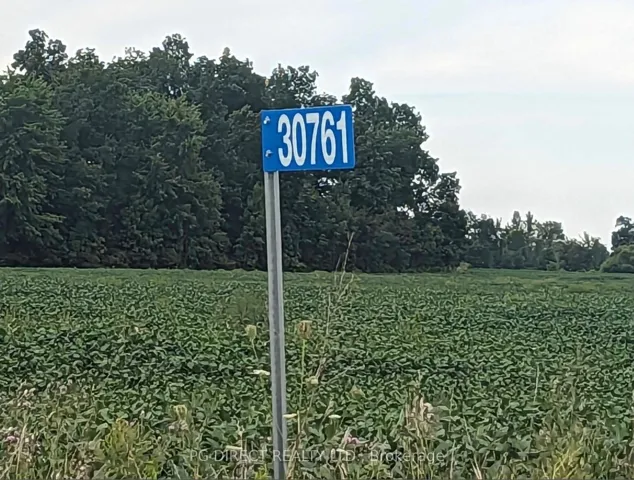 30761
PG DIRECT REALTY LTD., Brokerage